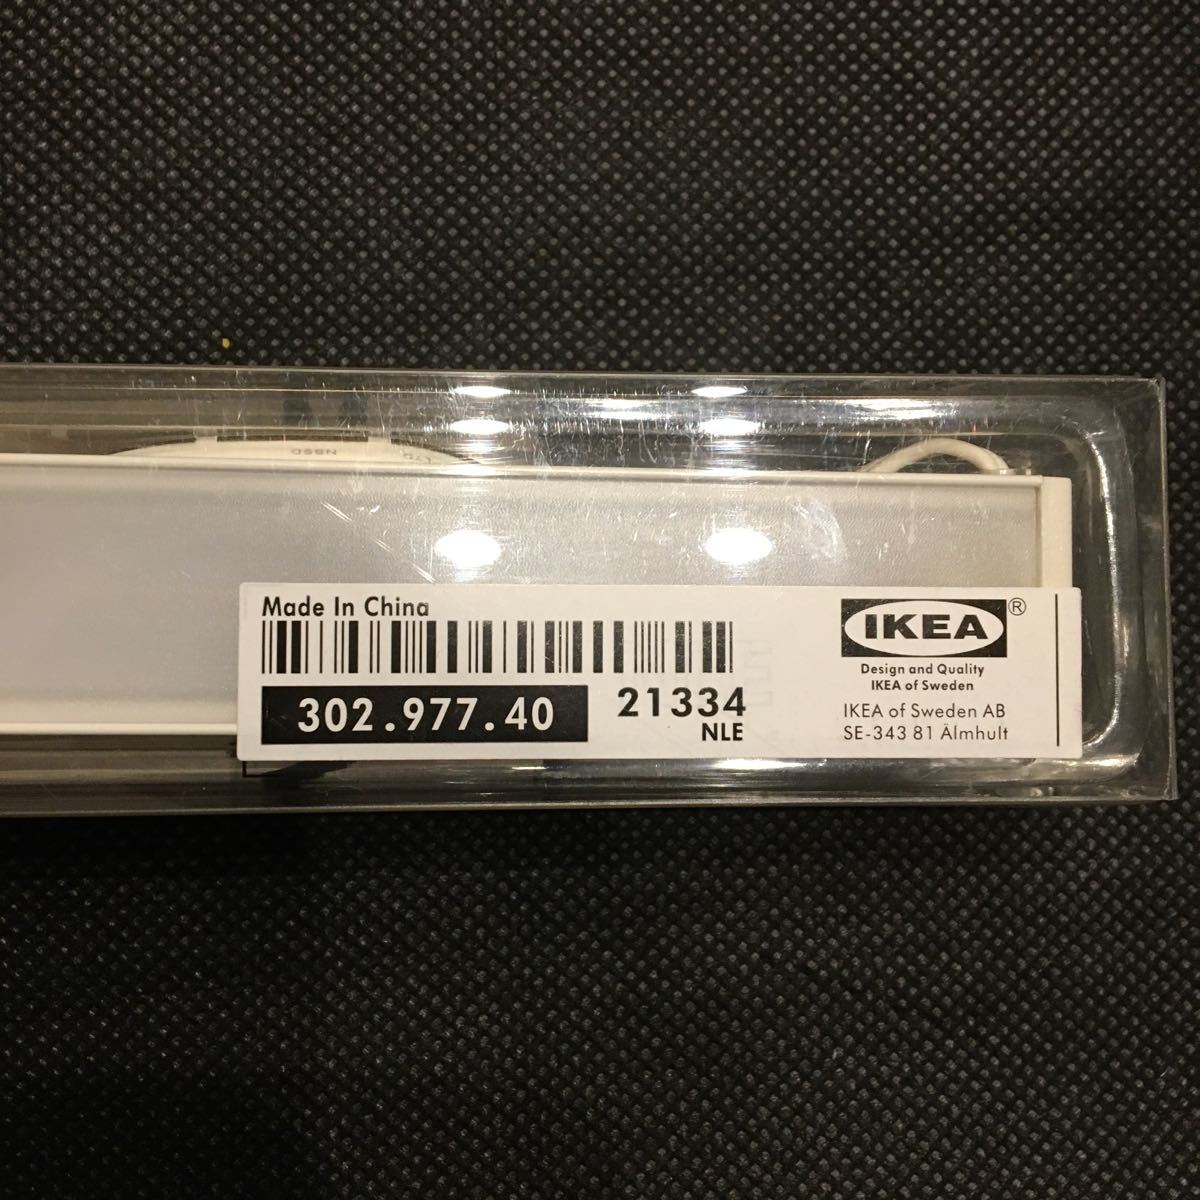 Made In China
302.977.40
21334
NLE
IKEA®
Design and Quality
IKEA of Sweden
IKEA of Sweden AB
SE-343 81 Älmhult